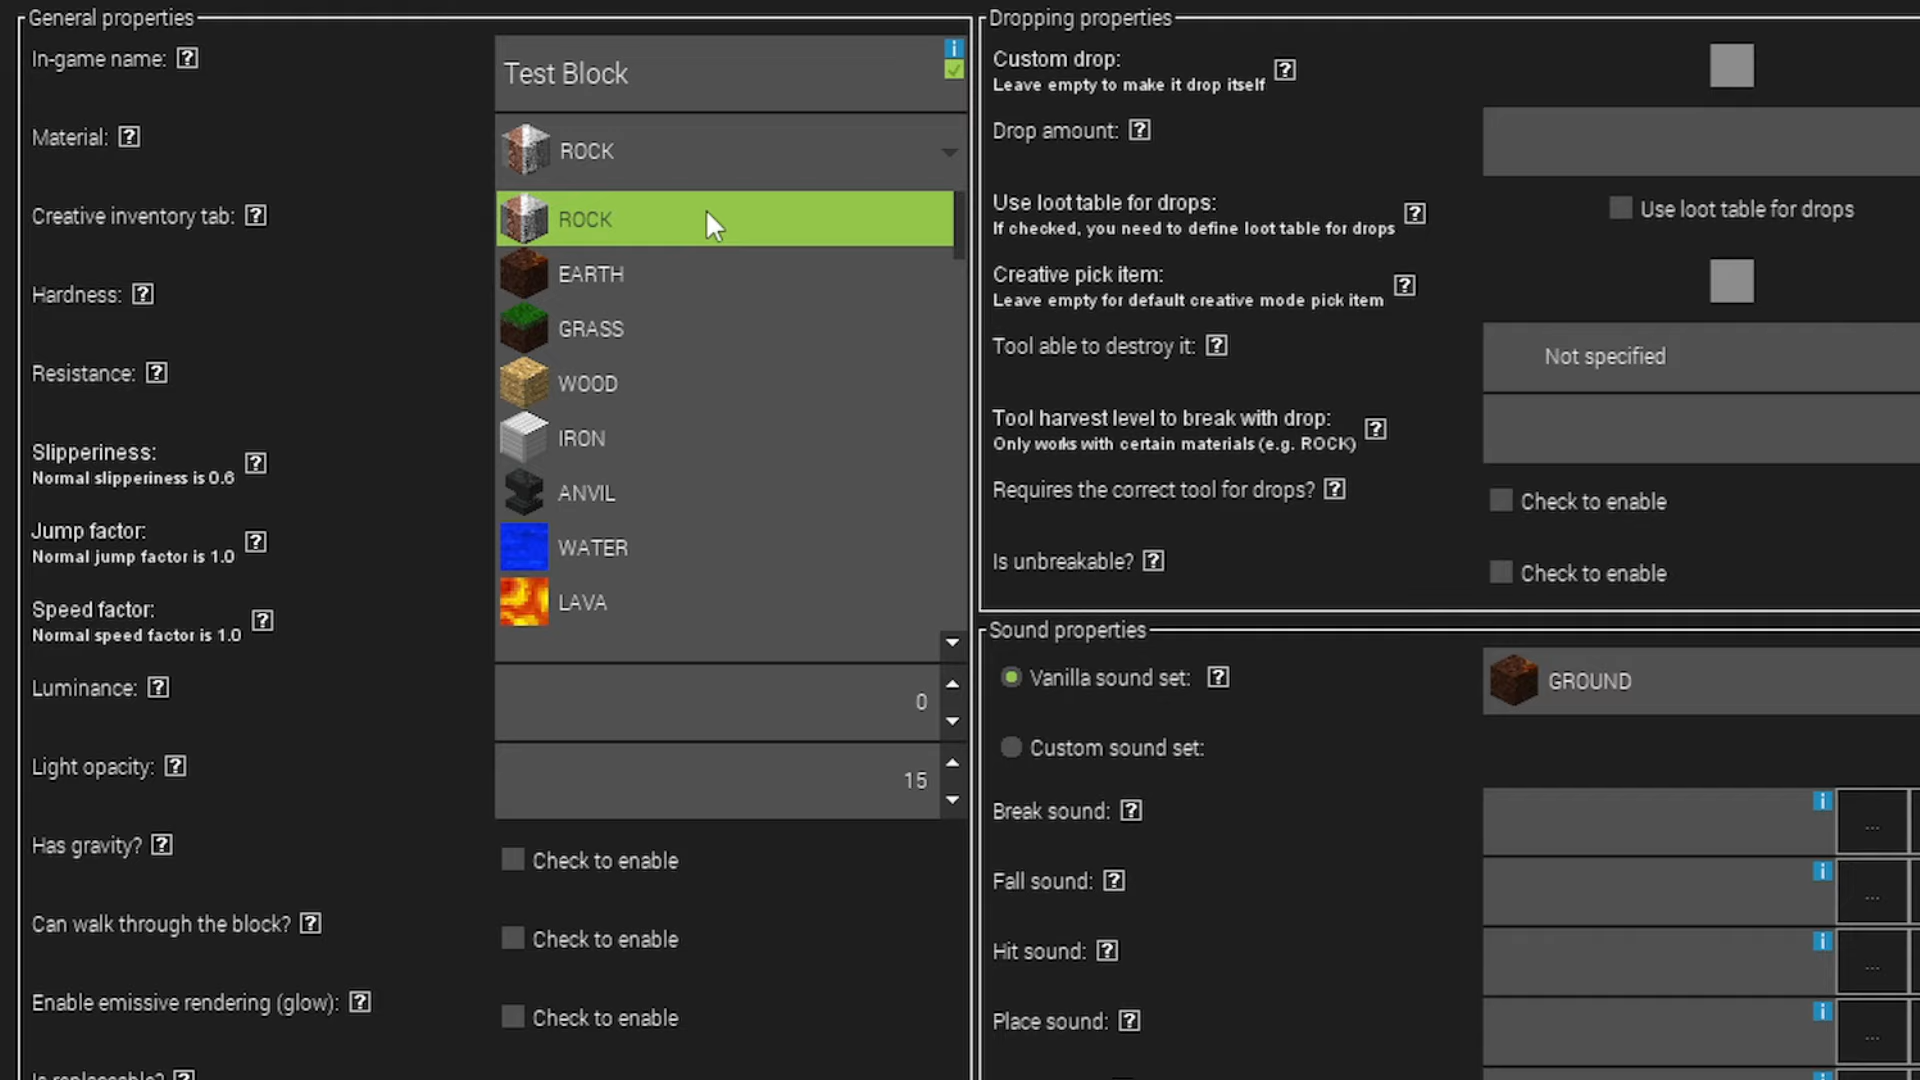 General properties
In-game name: ?
Test Block
i
Material: ?
ROCK
Creative inventory tab: ?
ROCK
EARTH
Hardness: ?
GRASS
Resistance: ?
WOOD
IRON
Slipperiness: ?
Normal slipperiness is 0.6
ANVIL
Jump factor: ?
Normal jump factor is 1.0
WATER
Speed factor: ?
Normal speed factor is 1.0
LAVA
Luminance: ?
0
Light opacity: ?
15
Has gravity? ?
Check to enable
Can walk through the block? ?
Check to enable
Enable emissive rendering (glow): ?
Check to enable
Is replaceable? ?
Dropping properties
Custom drop: ?
Leave empty to make it drop itself
Drop amount: ?
Use loot table for drops: ?
If checked, you need to define loot table for drops
Use loot table for drops
Creative pick item: ?
Leave empty for default creative mode pick item
Tool able to destroy it: ?
Not specified
Tool harvest level to break with drop: ?
Only works with certain materials (e.g. ROCK)
Requires the correct tool for drops? ?
Check to enable
Is unbreakable? ?
Check to enable
Sound properties
Vanilla sound set: ?
GROUND
Custom sound set:
Break sound: ?
i
...
Fall sound: ?
i
...
Hit sound: ?
i
...
Place sound: ?
i
...